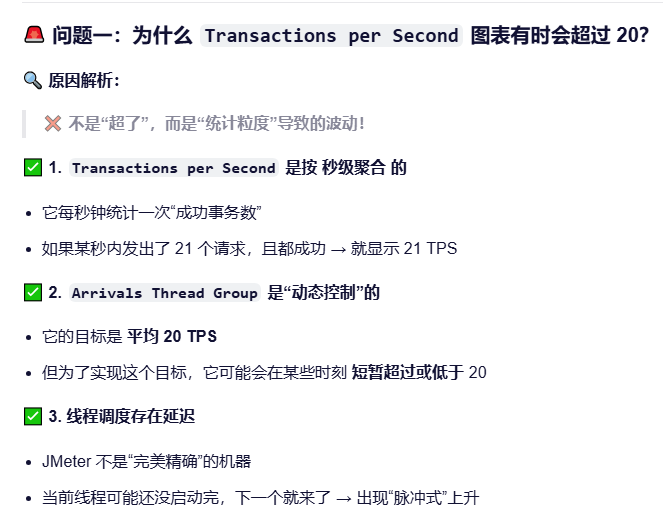 🚨 问题一：为什么 Transactions per Second 图表有时会超过 20？
🔍 原因解析：
❌ 不是“超了”，而是“统计粒度”导致的波动！
✅ 1. Transactions per Second 是按 秒级聚合 的
• 它每秒钟统计一次“成功事务数”
• 如果某秒内发出了 21 个请求，且都成功 → 就显示 21 TPS
✅ 2. Arrivals Thread Group 是“动态控制”的
• 它的目标是 平均 20 TPS
• 但为了实现这个目标，它可能会在某些时刻 短暂超过或低于 20
✅ 3. 线程调度存在延迟
• JMeter 不是“完美精确”的机器
• 当前线程可能还没启动完，下一个就来了 → 出现“脉冲式”上升